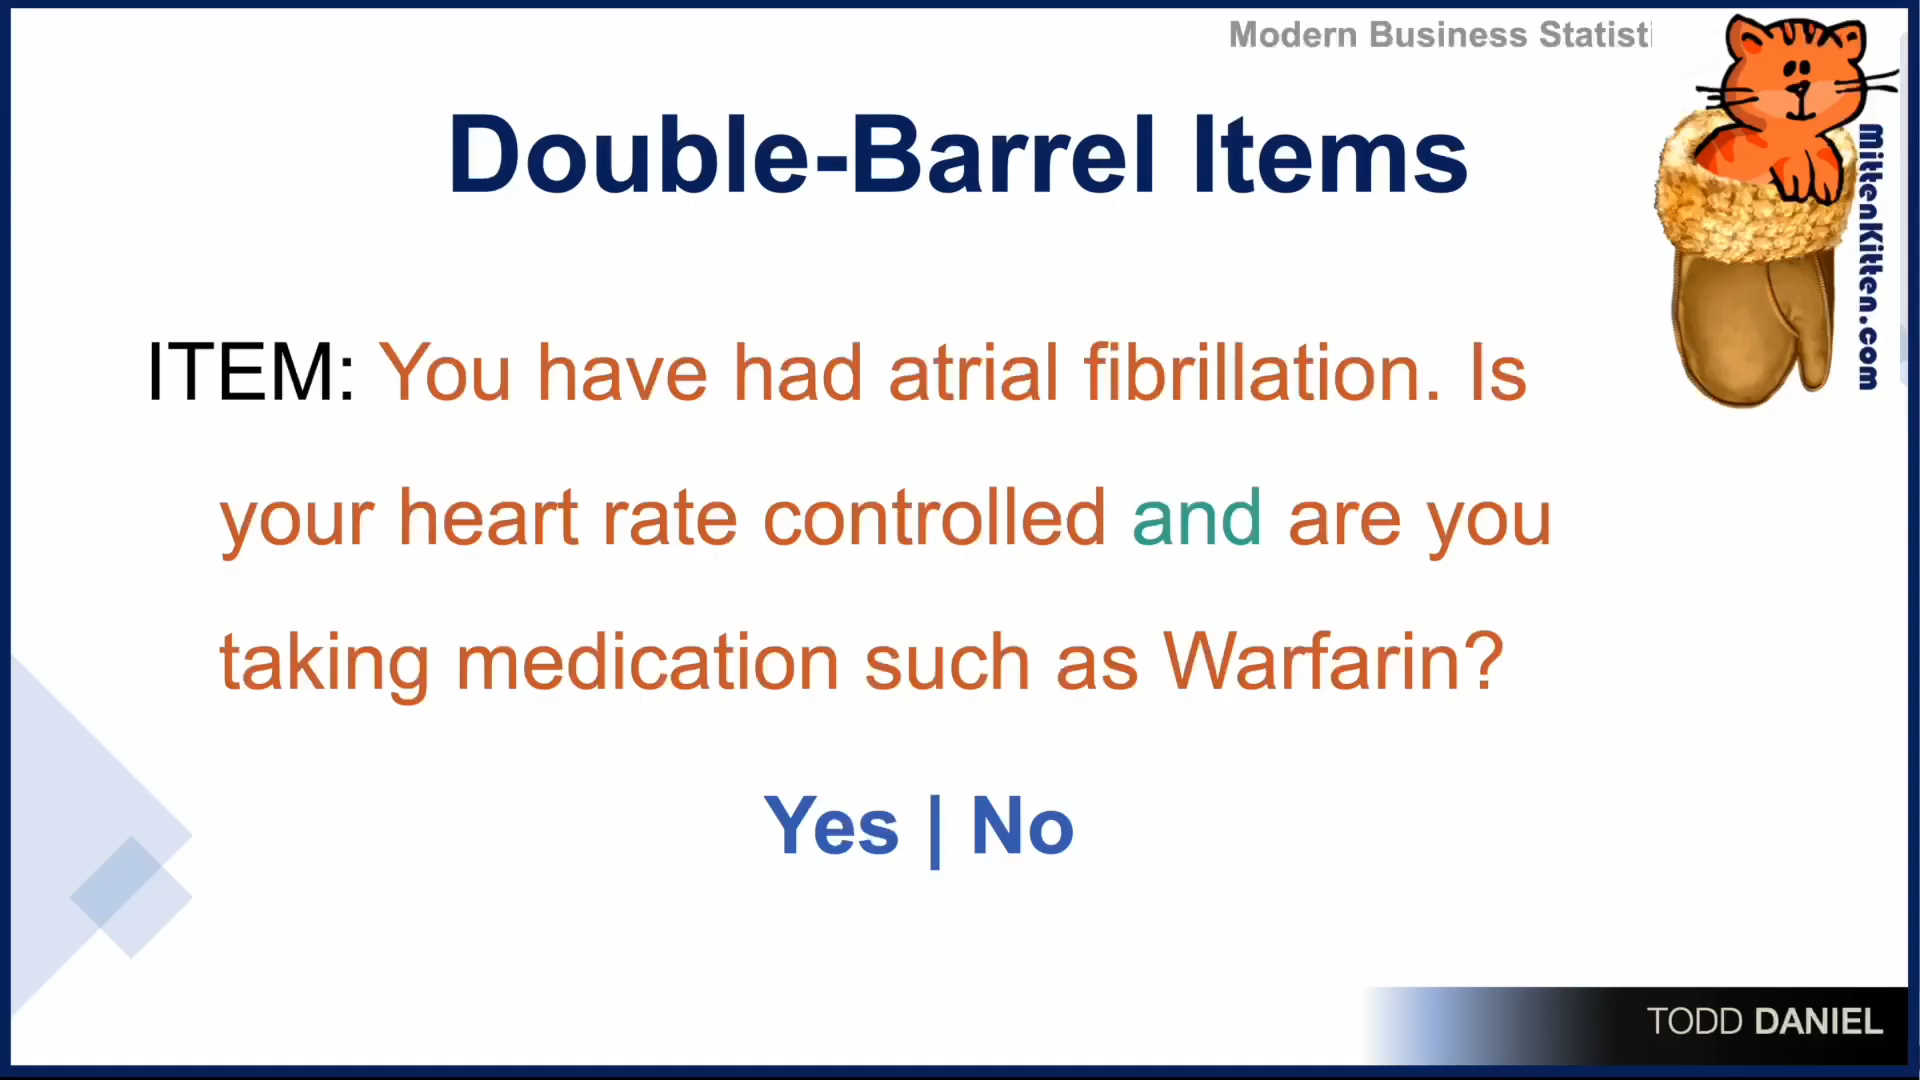 Modern Business Statisti
Double-Barrel Items
MittenKitten.com
ITEM: You have had atrial fibrillation. Is
your heart rate controlled and are you
taking medication such as Warfarin?
Yes | No
TODD DANIEL